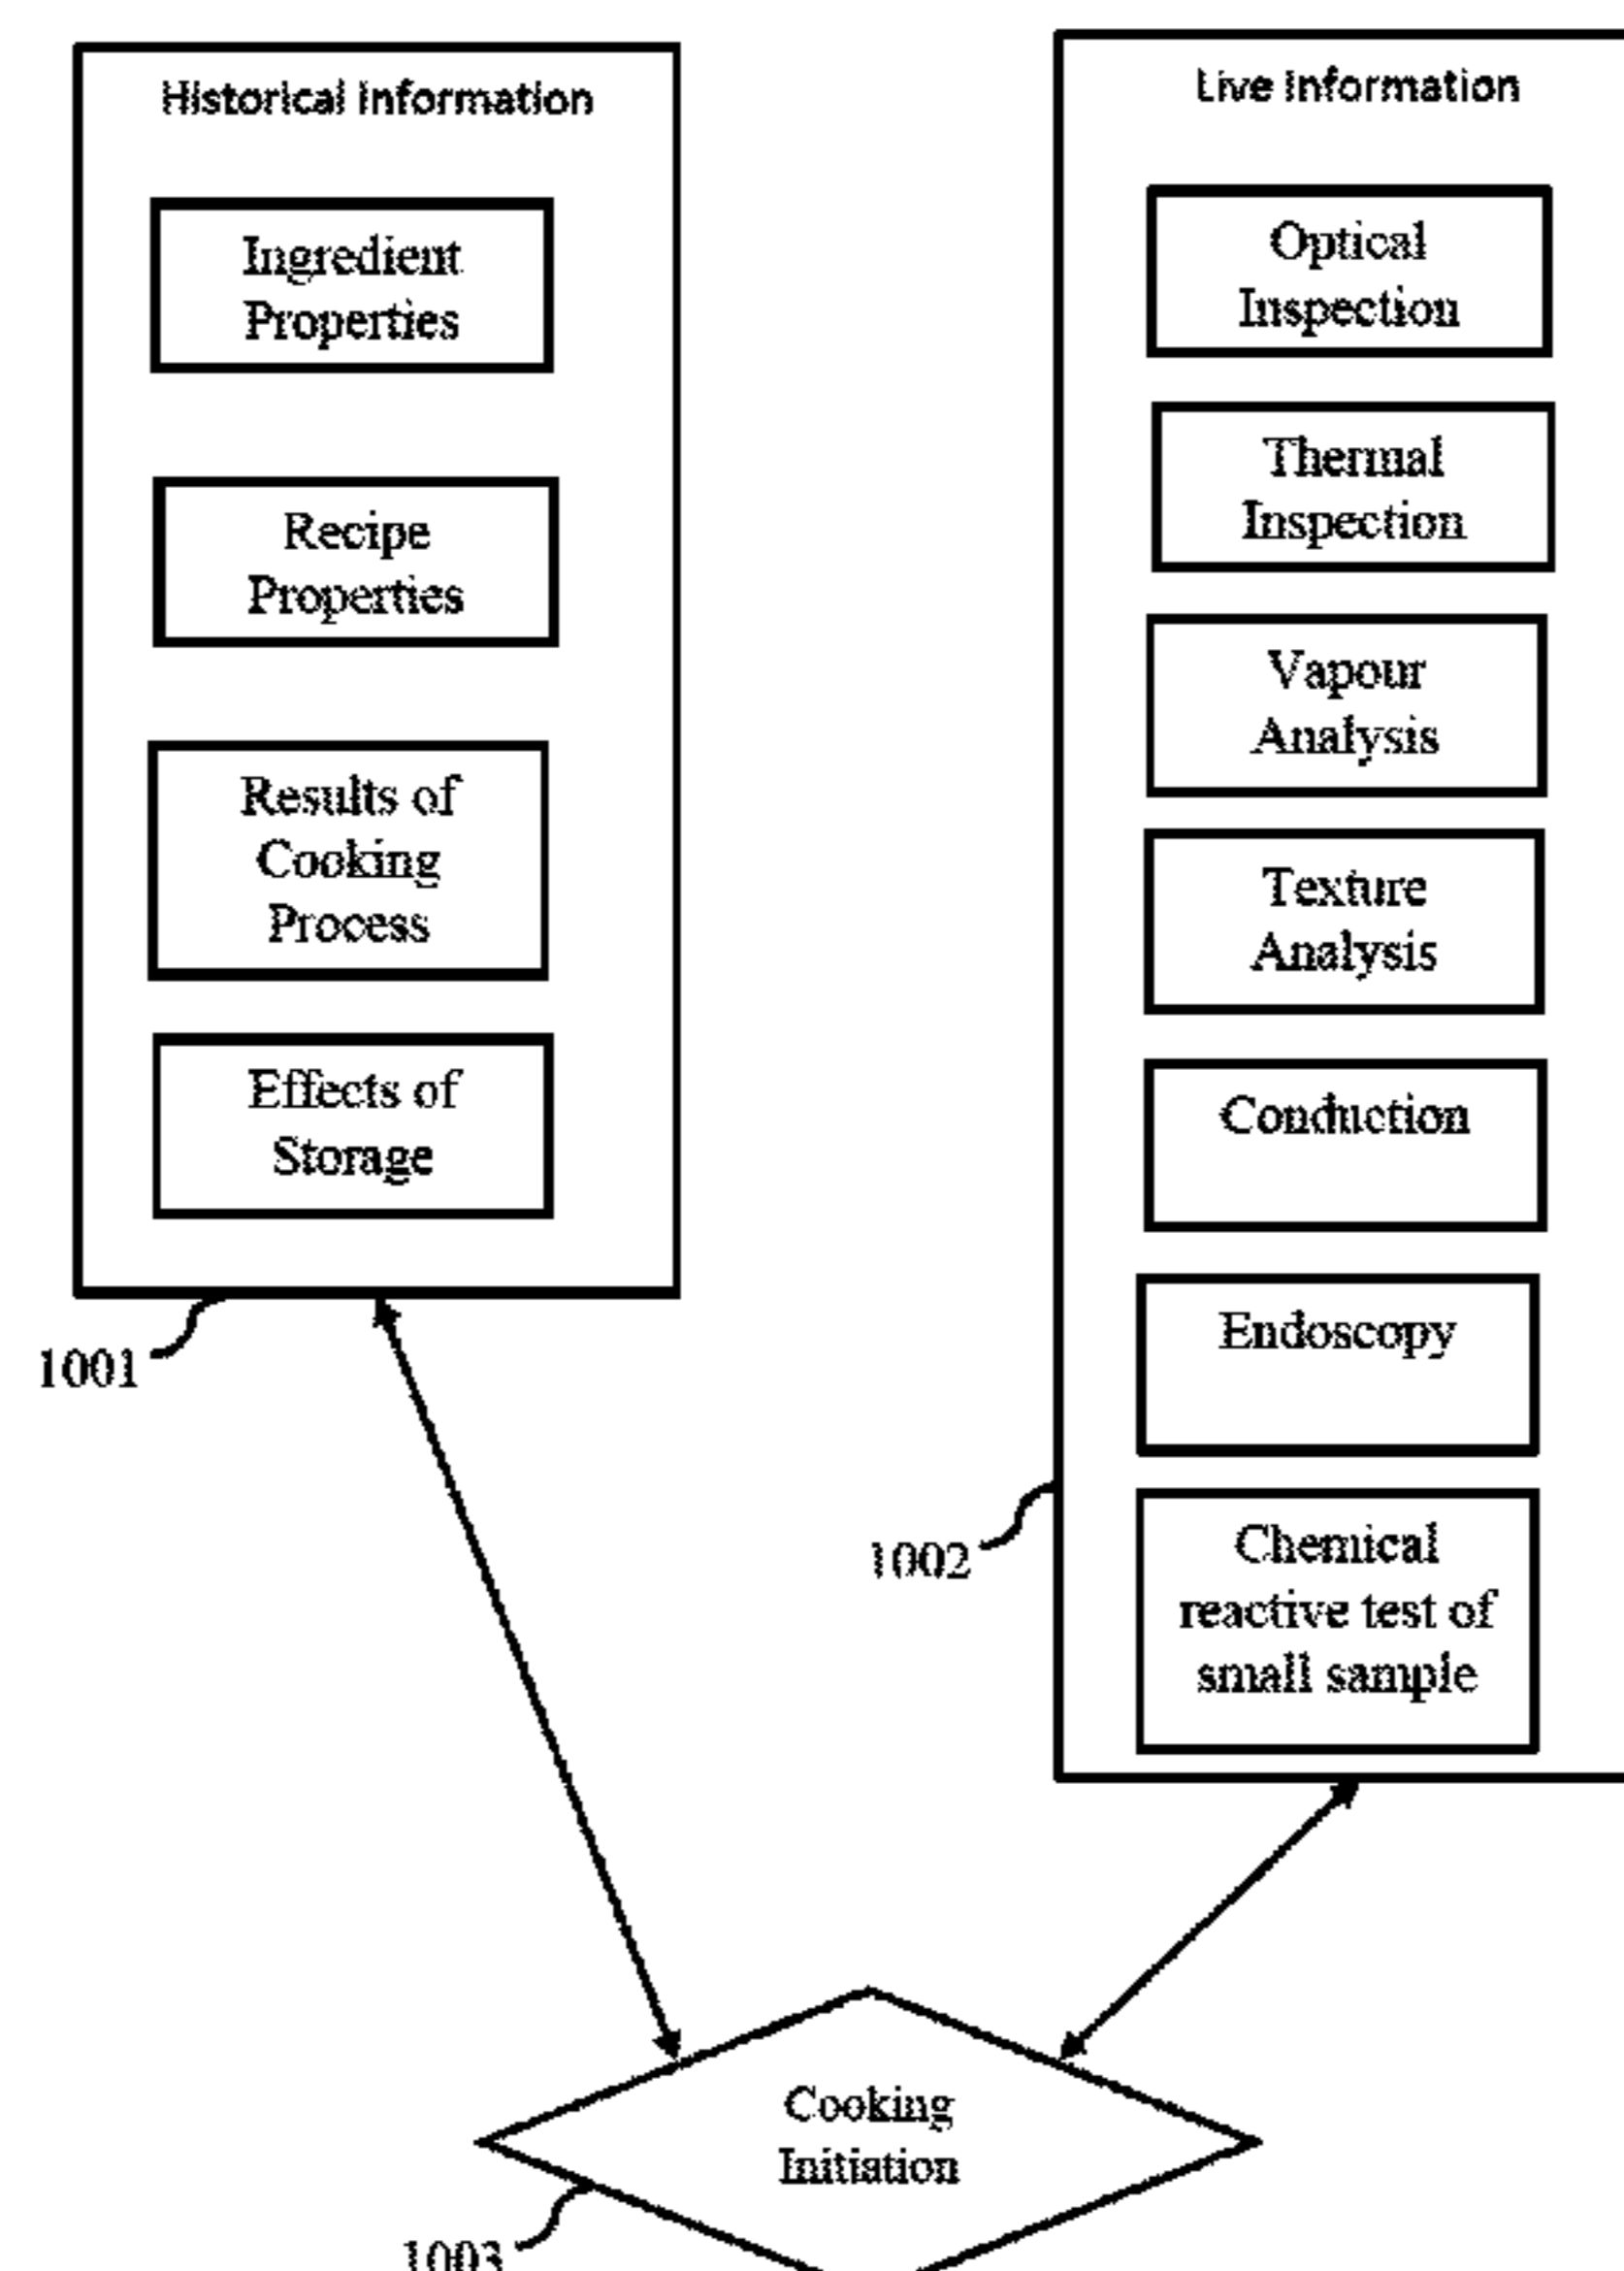 Historical Information
Ingredient
Properties
Recipe
Properties
Results of
Cooking
Process
Effects of
Storage
1001
Live Information
Optical
Inspection
Thermal
Inspection
Vapour
Analysis
Texture
Analysis
Conduction
Endoscopy
Chemical
reactive test of
small sample
1002
Cooking
Initiation
1003